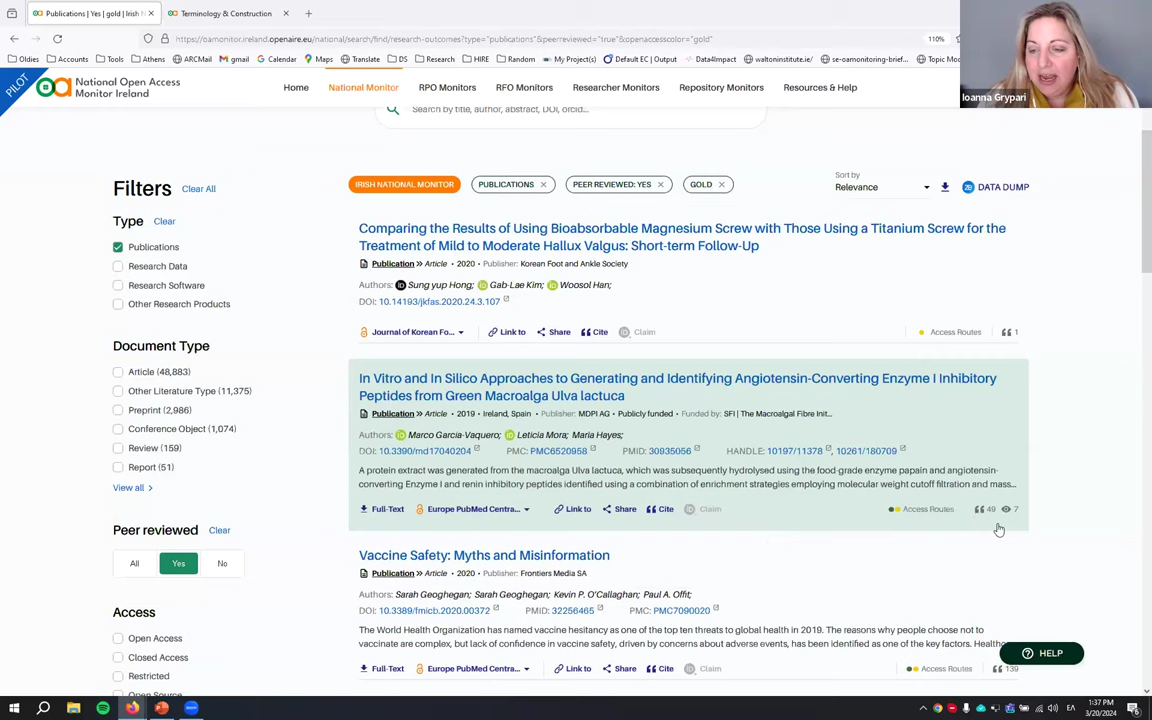 Publications | Yes | gold | Irish N
Terminology & Construction
https://oamonitor.ireland.openaire.eu/national/search/find/research-outcomes?type="publications"&peerreviewed="true"&openaccesscolor="gold"
110%
Oldies
Accounts
Tools
Athens
ARCMail
gmail
Calendar
Maps
Translate
DS
Research
HIRE
Random
My Project(s)
Default EC | Output
Data4Impact
waltoninstitute.ie/
se-oamonitoring-brief...
Topic Mod
Ioanna Grypari
PILOT
National Open Access
Monitor Ireland
Home
National Monitor
RPO Monitors
RFO Monitors
Researcher Monitors
Repository Monitors
Resources & Help
Search by title, author, abstract, DOI, orcid...
Filters
Clear All
IRISH NATIONAL MONITOR
PUBLICATIONS
PEER REVIEWED: YES
GOLD
Sort by
Relevance
DATA DUMP
Type
Clear
Publications
Research Data
Research Software
Other Research Products
Document Type
Article (48,883)
Other Literature Type (11,375)
Preprint (2,986)
Conference Object (1,074)
Review (159)
Report (51)
View all
Peer reviewed
Clear
All
Yes
No
Access
Open Access
Closed Access
Restricted
Open Source
Comparing the Results of Using Bioabsorbable Magnesium Screw with Those Using a Titanium Screw for the
Treatment of Mild to Moderate Hallux Valgus: Short-term Follow-Up
Publication » Article • 2020 • Publisher: Korean Foot and Ankle Society
Authors: Sung yup Hong; Gab-Lae Kim; Woosol Han;
DOI: 10.14193/jkfas.2020.24.3.107
Journal of Korean Fo...
Link to
Share
Cite
Claim
Access Routes
1
In Vitro and In Silico Approaches to Generating and Identifying Angiotensin-Converting Enzyme I Inhibitory
Peptides from Green Macroalga Ulva lactuca
Publication » Article • 2019 • Ireland, Spain • Publisher: MDPI AG • Publicly funded • Funded by: SFI | The Macroalgal Fibre Init...
Authors: Marco Garcia-Vaquero; Leticia Mora; Maria Hayes;
DOI: 10.3390/md17040204 PMC: PMC6520958 PMID: 30935056 HANDLE: 10197/11378 , 10261/180709
A protein extract was generated from the macroalga Ulva lactuca, which was subsequently hydrolysed using the food-grade enzyme papain and angiotensin-
converting Enzyme I and renin inhibitory peptides identified using a combination of enrichment strategies employing molecular weight cutoff filtration and mass...
Full-Text
Europe PubMed Centra...
Link to
Share
Cite
Claim
Access Routes
49
7
Vaccine Safety: Myths and Misinformation
Publication » Article • 2020 • Publisher: Frontiers Media SA
Authors: Sarah Geoghegan; Sarah Geoghegan; Kevin P. O'Callaghan; Paul A. Offit;
DOI: 10.3389/fmicb.2020.00372 PMID: 32256465 PMC: PMC7090020
The World Health Organization has named vaccine hesitancy as one of the top ten threats to global health in 2019. The reasons why people choose not to
vaccinate are complex, but lack of confidence in vaccine safety, driven by concerns about adverse events, has been identified as one of the key factors. Healthc
Full-Text
Europe PubMed Centra...
Link to
Share
Cite
Claim
Access Routes
139
HELP
ΕΛ
1:37 PM
3/20/2024